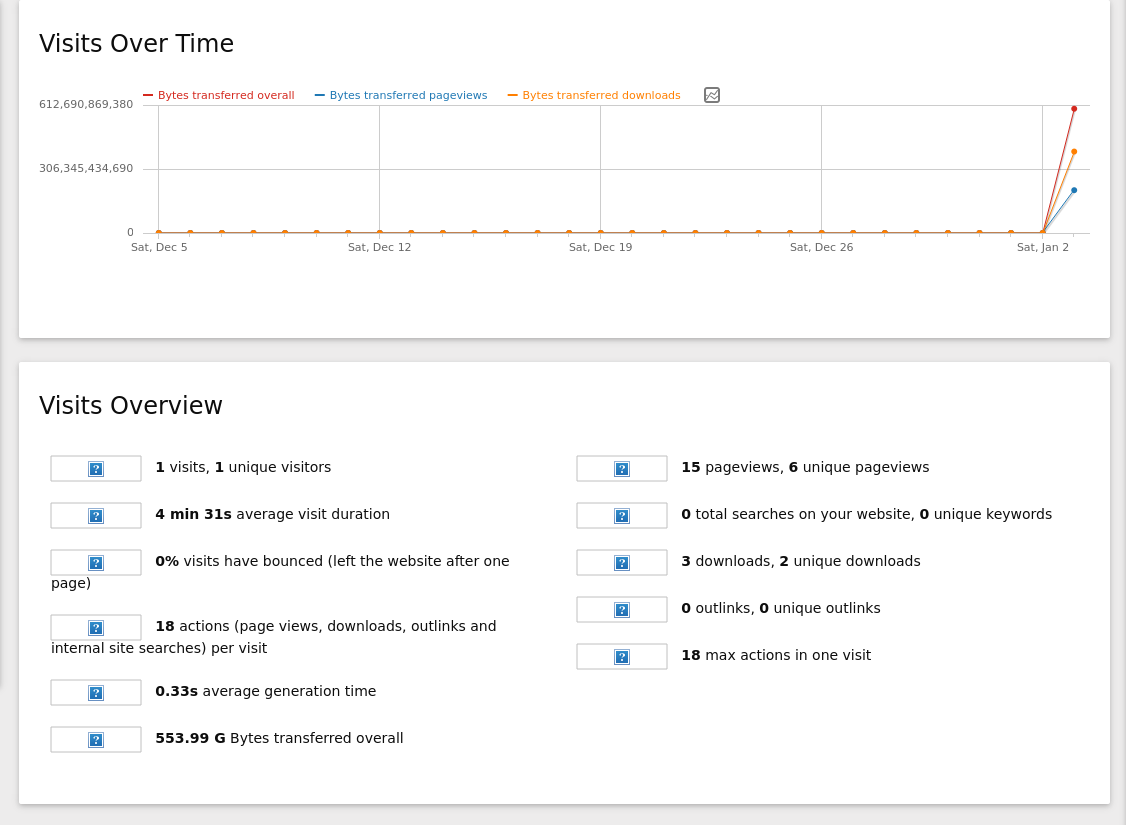 Visits Over Time
Bytes transferred overall Bytes transferred pageviews Bytes transferred downloads
612,690,869,380
306,345,434,690
0
Sat, Dec 5 Sat, Dec 12 Sat, Dec 19 Sat, Dec 26 Sat, Jan 2
Visits Overview
? 1 visits, 1 unique visitors
? 4 min 31s average visit duration
? 0% visits have bounced (left the website after one
page)
? 18 actions (page views, downloads, outlinks and
internal site searches) per visit
? 0.33s average generation time
? 553.99 G Bytes transferred overall
? 15 pageviews, 6 unique pageviews
? 0 total searches on your website, 0 unique keywords
? 3 downloads, 2 unique downloads
? 0 outlinks, 0 unique outlinks
? 18 max actions in one visit